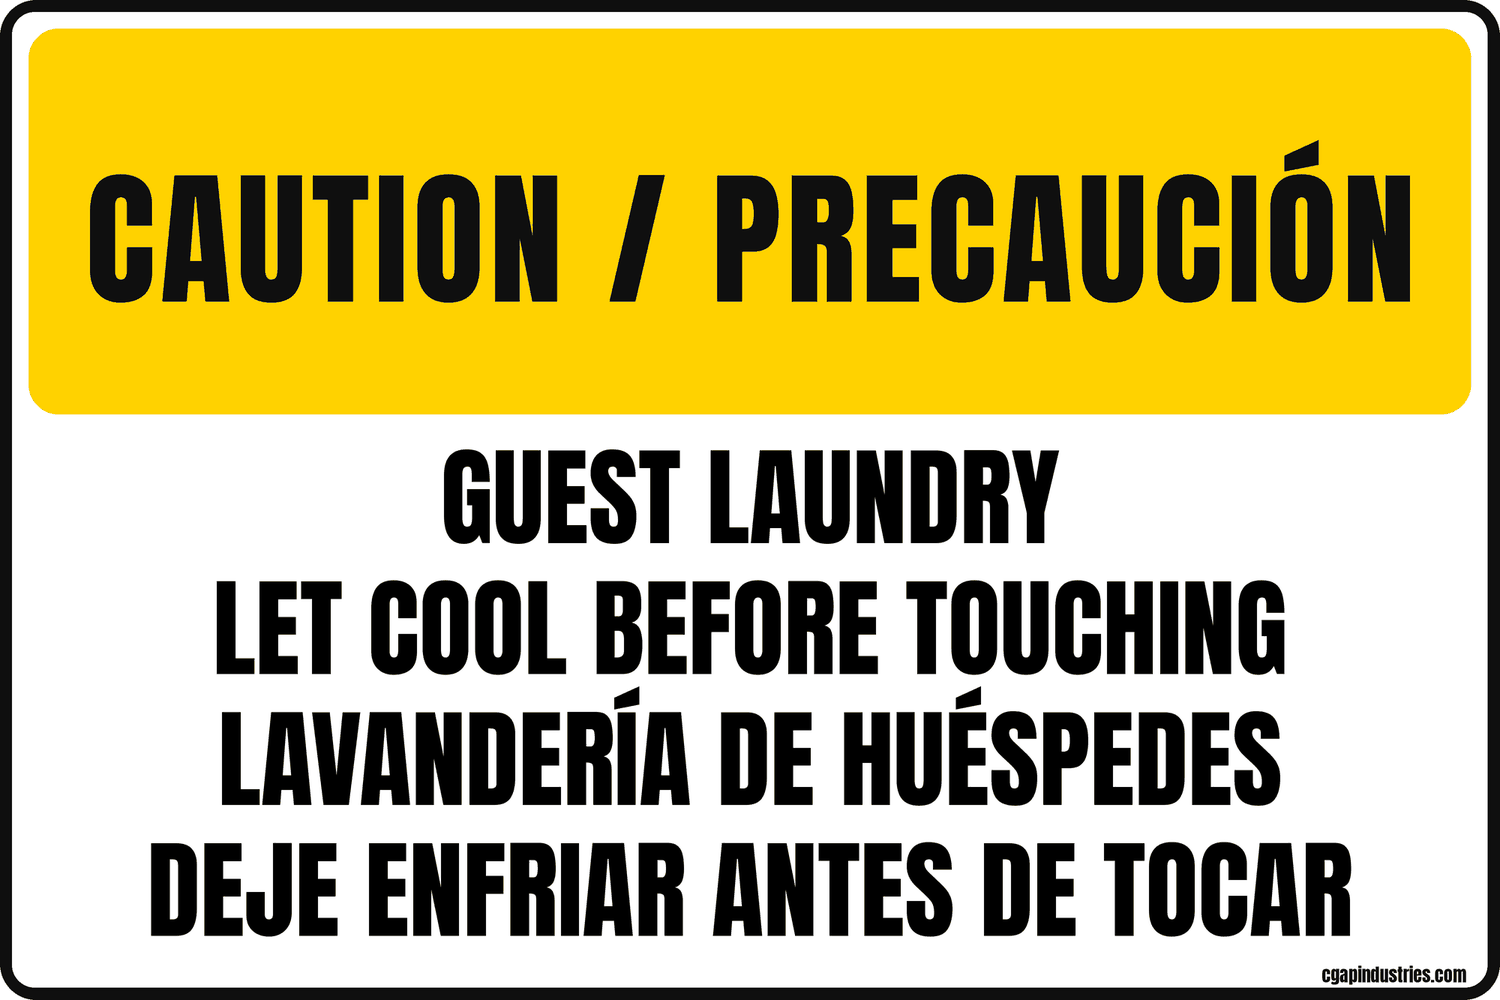 CAUTION / PRECAUCIÓN
GUEST LAUNDRY
LET COOL BEFORE TOUCHING
LAVANDERÍA DE HUÉSPEDES
DEJE ENFRIAR ANTES DE TOCAR
cgapindustries.com